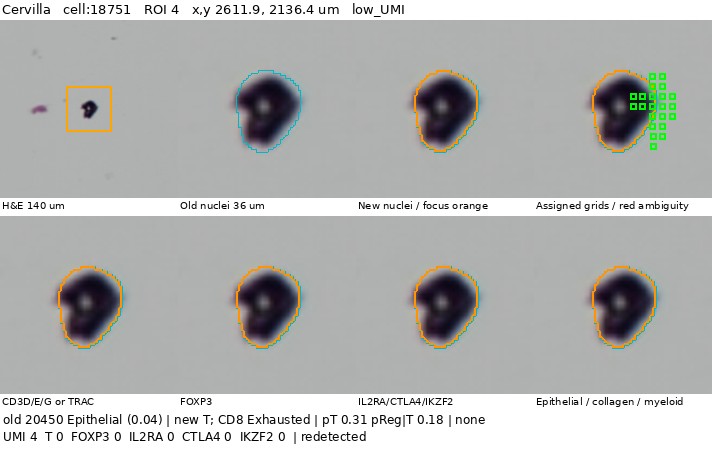 Cervilla cell:18751 ROI 4 x,y 2611.9, 2136.4 um low_UMI
H&E 140 um
Old nuclei 36 um
New nuclei / focus orange
Assigned grids / red ambiguity
CD3D/E/G or TRAC
FOXP3
IL2RA/CTLA4/IKZF2
Epithelial / collagen / myeloid
old 20450 Epithelial (0.04) | new T; CD8 Exhausted | pT 0.31 pReg|T 0.18 | none
UMI 4 T 0 FOXP3 0 IL2RA 0 CTLA4 0 IKZF2 0 | redetected